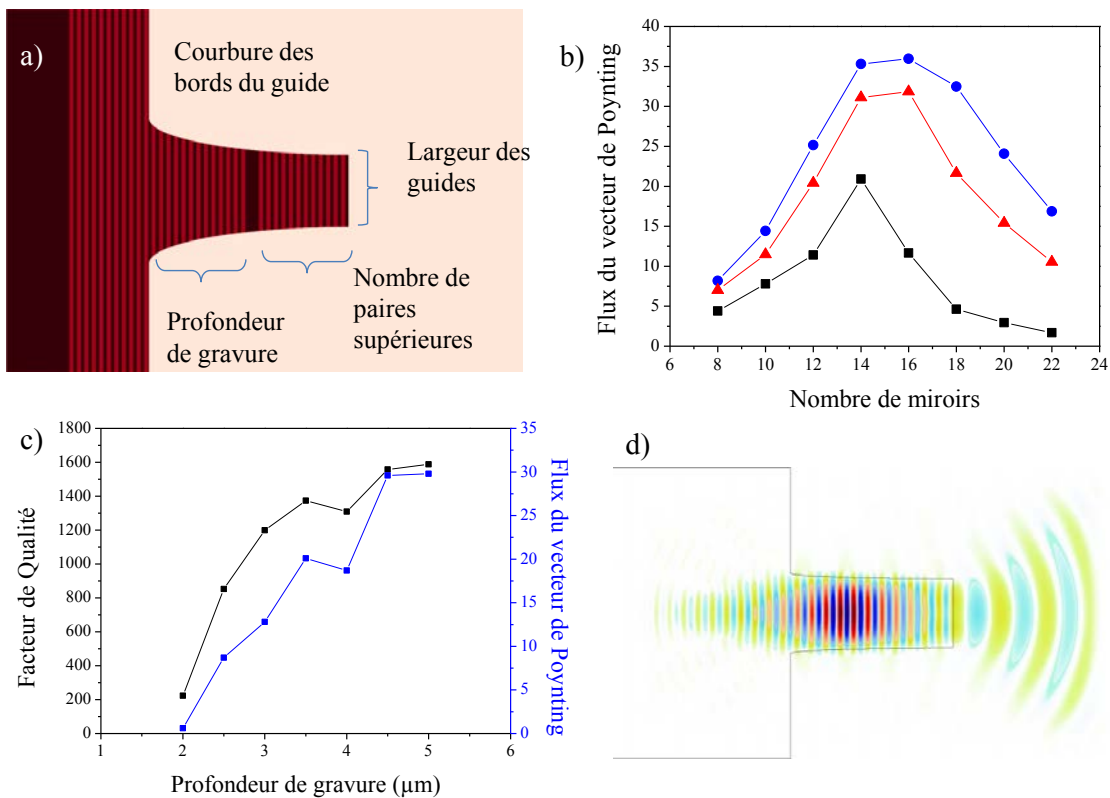 a)
Courbure des
bords du guide
Largeur des
guides
Profondeur
de gravure
Nombre de
paires
supérieures
b)
Flux du vecteur de Poynting
40
35
30
25
20
15
10
5
0
6
8
10
12
14
16
18
20
22
24
Nombre de miroirs
c)
Facteur de Qualité
1800
1600
1400
1200
1000
800
600
400
200
0
1
2
3
4
5
6
Profondeur de gravure (µm)
35
30
25
20
15
10
5
0
Flux du vecteur de Poynting
d)